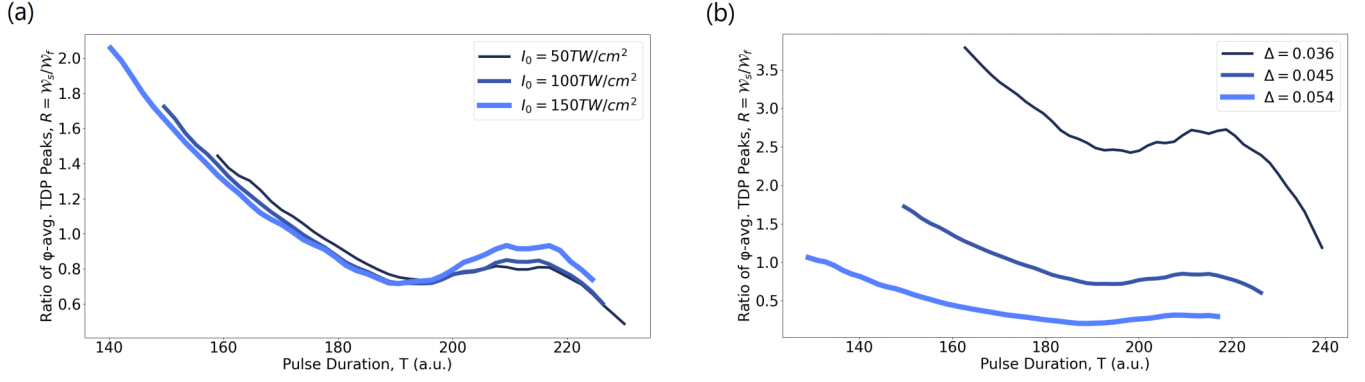 (a)
Ratio of φ-avg. TDP Peaks, R = 𝒲ₛ/𝒲f
2.0
1.8
1.6
1.4
1.2
1.0
0.8
0.6
I₀ = 50TW/cm²
I₀ = 100TW/cm²
I₀ = 150TW/cm²
140 160 180 200 220
Pulse Duration, T (a.u.)
(b)
Ratio of φ-avg. TDP Peaks, R = 𝒲ₛ/𝒲f
3.5
3.0
2.5
2.0
1.5
1.0
0.5
Δ = 0.036
Δ = 0.045
Δ = 0.054
140 160 180 200 220 240
Pulse Duration, T (a.u.)